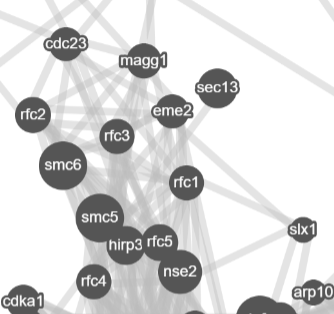 cdc23
magg1
sec13
rfc2
eme2
rfc3
smc6
rfc1
smc5
slx1
hirp3
rfc5
nse2
rfc4
arp10
cdka1